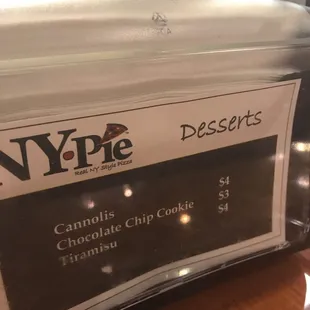 NY Pie
Real NY Style Pizza
Desserts
Cannolis $4
Chocolate Chip Cookie $3
Tiramisu $4